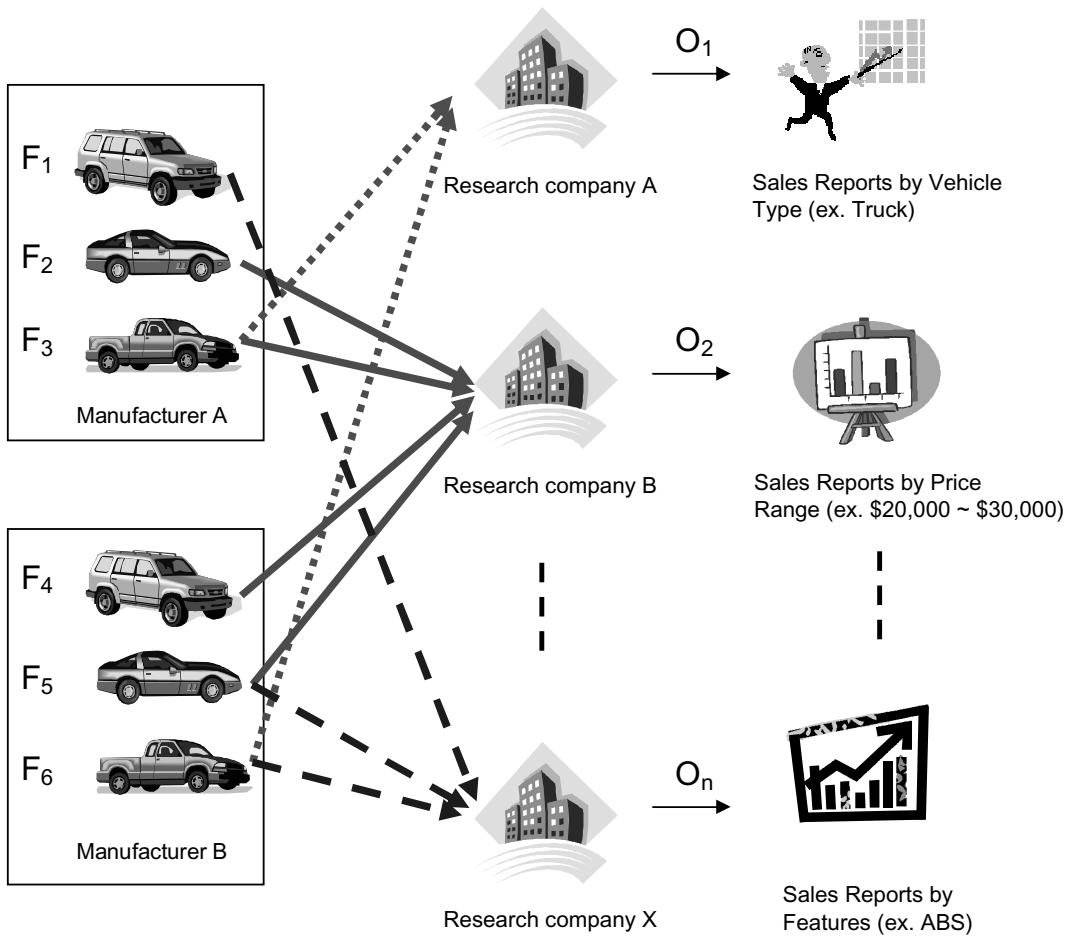 F1
F2
F3
Manufacturer A
F4
F5
F6
Manufacturer B
Research company A
Research company B
Research company X
O1
Sales Reports by Vehicle
Type (ex. Truck)
O2
Sales Reports by Price
Range (ex. $20,000 ~ $30,000)
On
Sales Reports by
Features (ex. ABS)